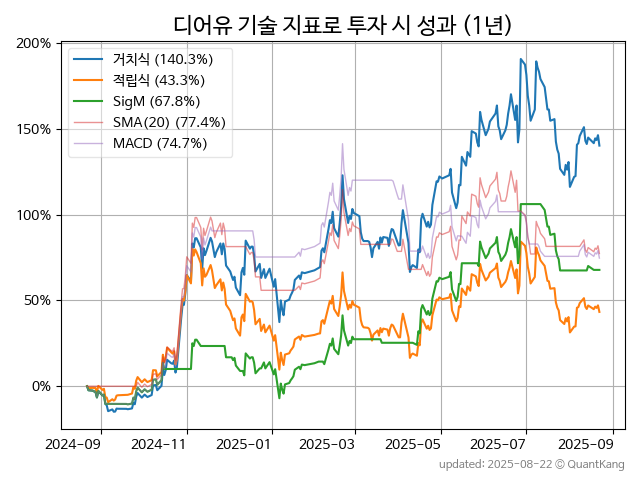 디어유 기술 지표로 투자 시 성과 (1년)
200%
150%
100%
50%
0%
거치식 (140.3%)
적립식 (43.3%)
SigM (67.8%)
SMA(20) (77.4%)
MACD (74.7%)
2024-09
2024-11
2025-01
2025-03
2025-05
2025-07
2025-09
updated: 2025-08-22 © QuantKang